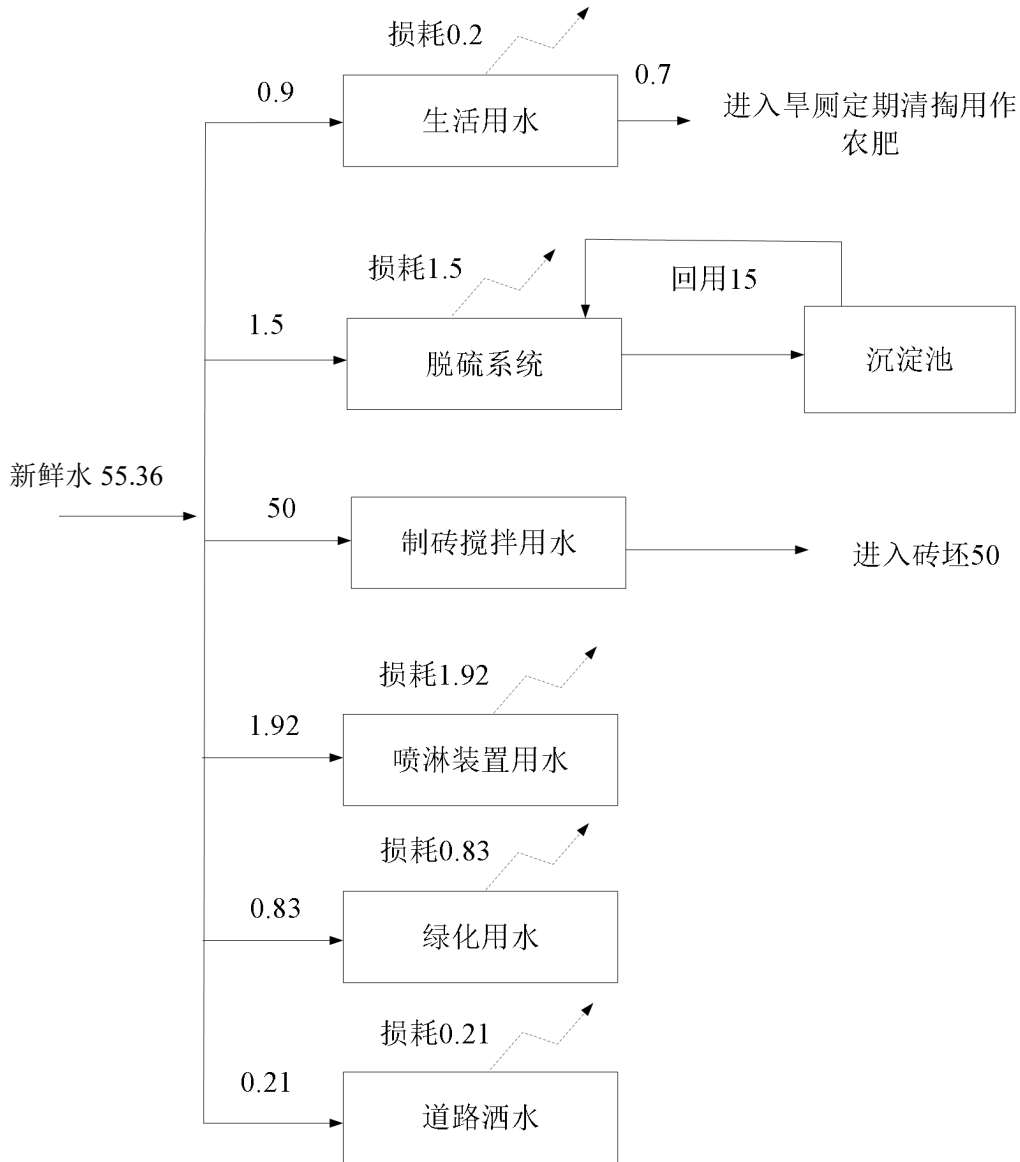 损耗0.2
0.9
0.7
生活用水
进入旱厕定期清掏用作
农肥
损耗1.5
回用15
1.5
脱硫系统
沉淀池
新鲜水 55.36
50
制砖搅拌用水
进入砖坯50
损耗1.92
1.92
喷淋装置用水
损耗0.83
0.83
绿化用水
损耗0.21
0.21
道路洒水